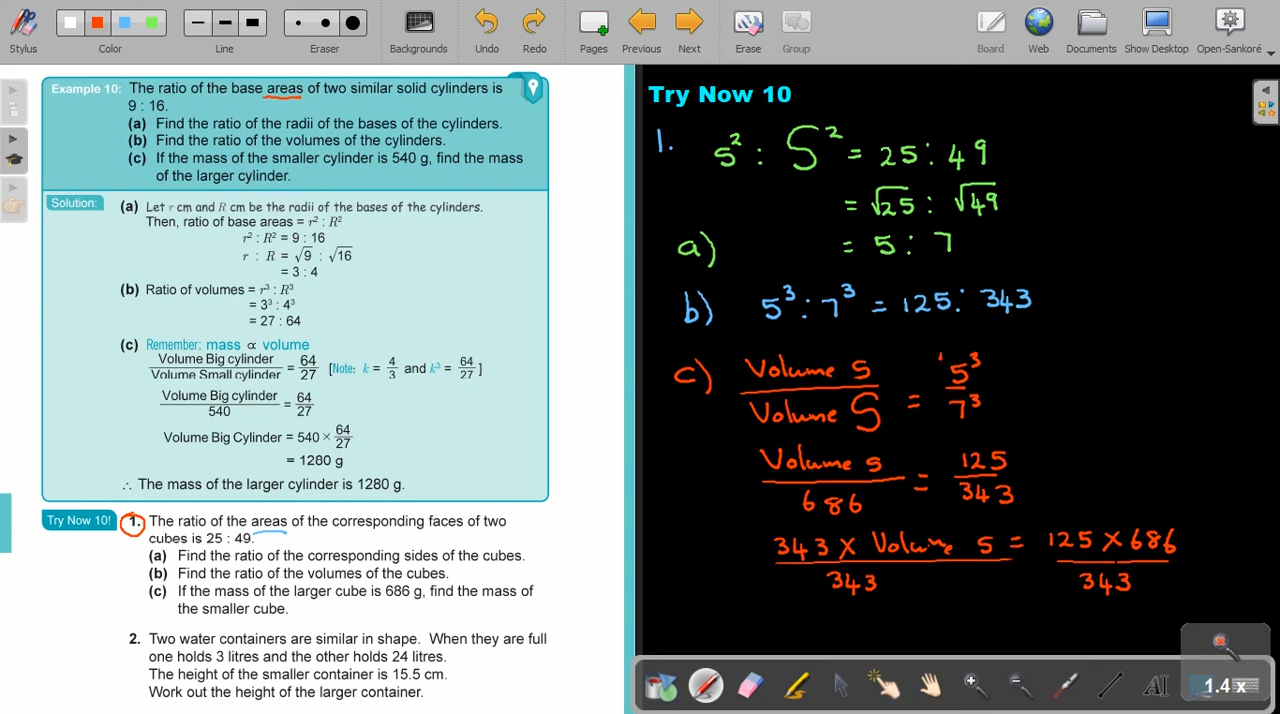 Stylus
Color
Line
Eraser
Backgrounds
Undo
Redo
Pages
Previous
Next
Erase
Group
Board
Web
Documents
Show Desktop
Open-Sankoré
Example 10: The ratio of the base areas of two similar solid cylinders is
9 : 16.
(a) Find the ratio of the radii of the bases of the cylinders.
(b) Find the ratio of the volumes of the cylinders.
(c) If the mass of the smaller cylinder is 540 g, find the mass
of the larger cylinder.
Solution:
(a) Let r cm and R cm be the radii of the bases of the cylinders.
Then, ratio of base areas = r² : R²
r² : R² = 9 : 16
r : R = √9 : √16
= 3 : 4
(b) Ratio of volumes = r³ : R³
= 3³ : 4³
= 27 : 64
(c) Remember: mass ∝ volume
Volume Big cylinder / Volume Small cylinder = 64/27 [Note: k = 4/3 and k³ = 64/27 ]
Volume Big cylinder / 540 = 64/27
Volume Big Cylinder = 540 × 64/27
= 1280 g
∴ The mass of the larger cylinder is 1280 g.
Try Now 10!
1. The ratio of the areas of the corresponding faces of two
cubes is 25 : 49.
(a) Find the ratio of the corresponding sides of the cubes.
(b) Find the ratio of the volumes of the cubes.
(c) If the mass of the larger cube is 686 g, find the mass of
the smaller cube.
2. Two water containers are similar in shape. When they are full
one holds 3 litres and the other holds 24 litres.
The height of the smaller container is 15.5 cm.
Work out the height of the larger container.
Try Now 10
1. s² : S² = 25 : 49
= √25 : √49
a) = 5 : 7
b) 5³ : 7³ = 125 : 343
c) Volume s / Volume S = 5³ / 7³
Volume s / 686 = 125 / 343
343 × Volume s / 343 = 125 × 686 / 343
1.4 x